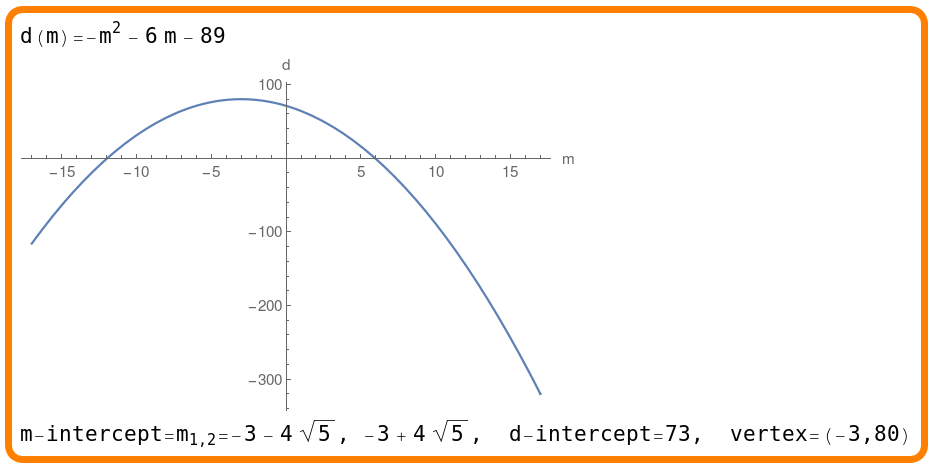 d(m)=-m² - 6 m - 89
d
100
-15 -10 -5 5 10 15 m
-100
-200
-300
m-intercept=m₁,₂=-3 - 4 √5, -3 + 4 √5, d-intercept=73, vertex=(-3,80)